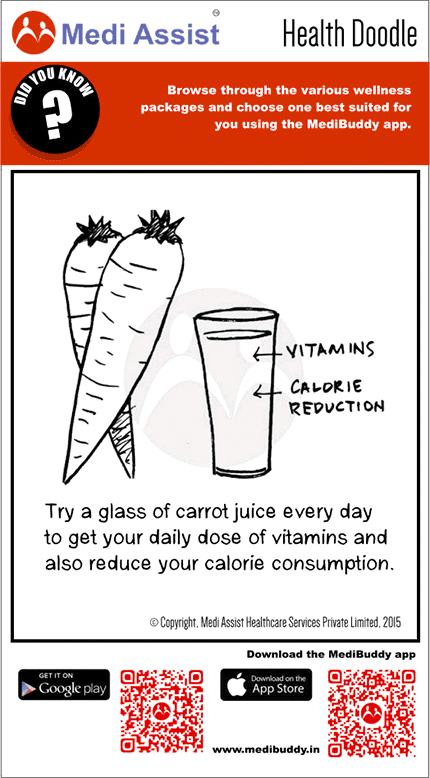 Medi Assist
TM
Health Doodle
DID YOU KNOW
?
Browse through the various wellness
packages and choose one best suited for
you using the MediBuddy app.
VITAMINS
CALORIE
REDUCTION
Try a glass of carrot juice every day
to get your daily dose of vitamins and
also reduce your calorie consumption.
© Copyright, Medi Assist Healthcare Services Private Limited, 2015
Download the MediBuddy app
GET IT ON
Google play
Download on the
App Store
www.medibuddy.in